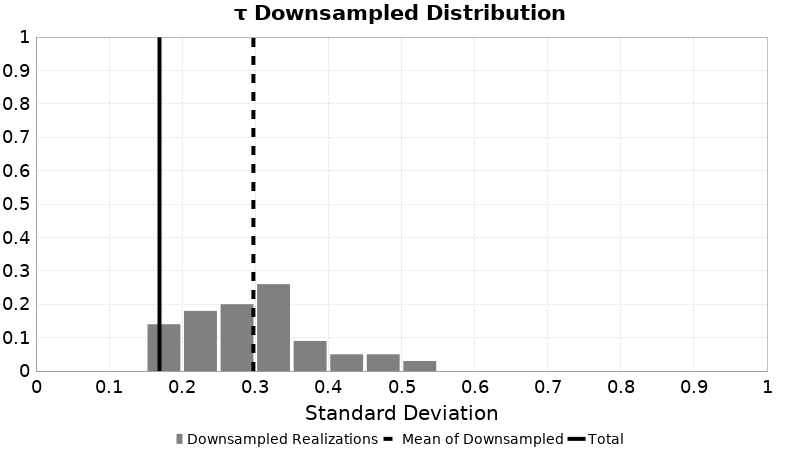 τ Downsampled Distribution
1
0.9
0.8
0.7
0.6
0.5
0.4
0.3
0.2
0.1
0
0 0.1 0.2 0.3 0.4 0.5 0.6 0.7 0.8 0.9 1
Standard Deviation
Downsampled Realizations Mean of Downsampled Total